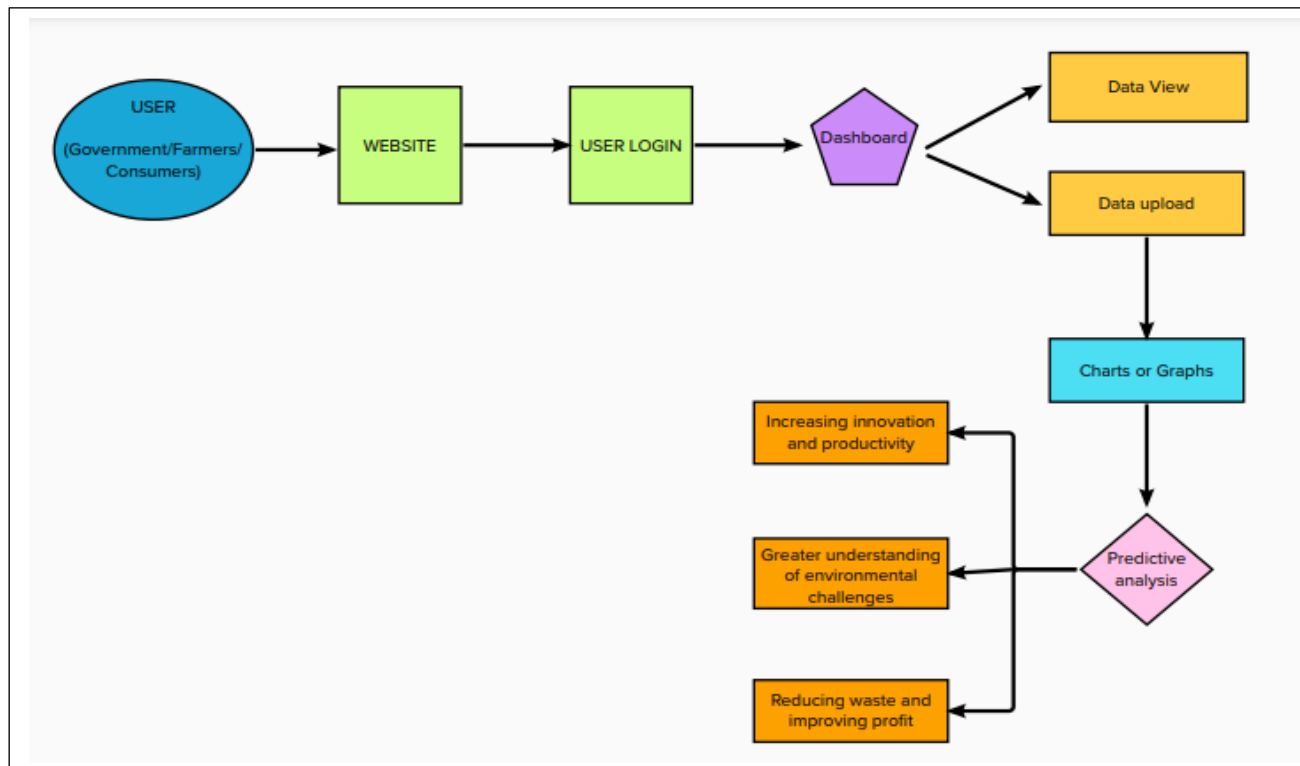 USER
(Government/Farmers/
Consumers)
WEBSITE
USER LOGIN
Dashboard
Data View
Data upload
Charts or Graphs
Predictive
analysis
Increasing innovation
and productivity
Greater understanding
of environmental
challenges
Reducing waste and
improving profit